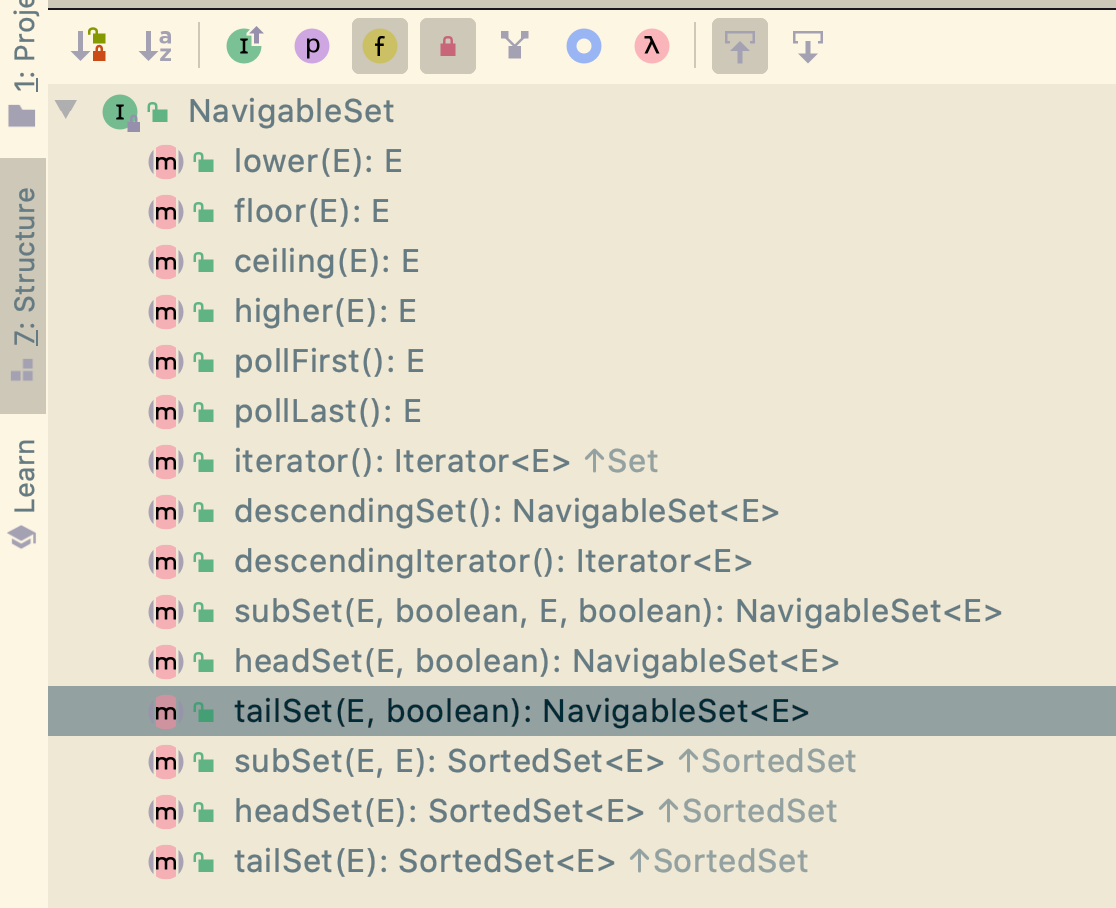 1: Proje
Z: Structure
Learn
a
z
I p f λ
I NavigableSet
m lower(E): E
m floor(E): E
m ceiling(E): E
m higher(E): E
m pollFirst(): E
m pollLast(): E
m iterator(): Iterator<E> ↑Set
m descendingSet(): NavigableSet<E>
m descendingIterator(): Iterator<E>
m subSet(E, boolean, E, boolean): NavigableSet<E>
m headSet(E, boolean): NavigableSet<E>
m tailSet(E, boolean): NavigableSet<E>
m subSet(E, E): SortedSet<E> ↑SortedSet
m headSet(E): SortedSet<E> ↑SortedSet
m tailSet(E): SortedSet<E> ↑SortedSet